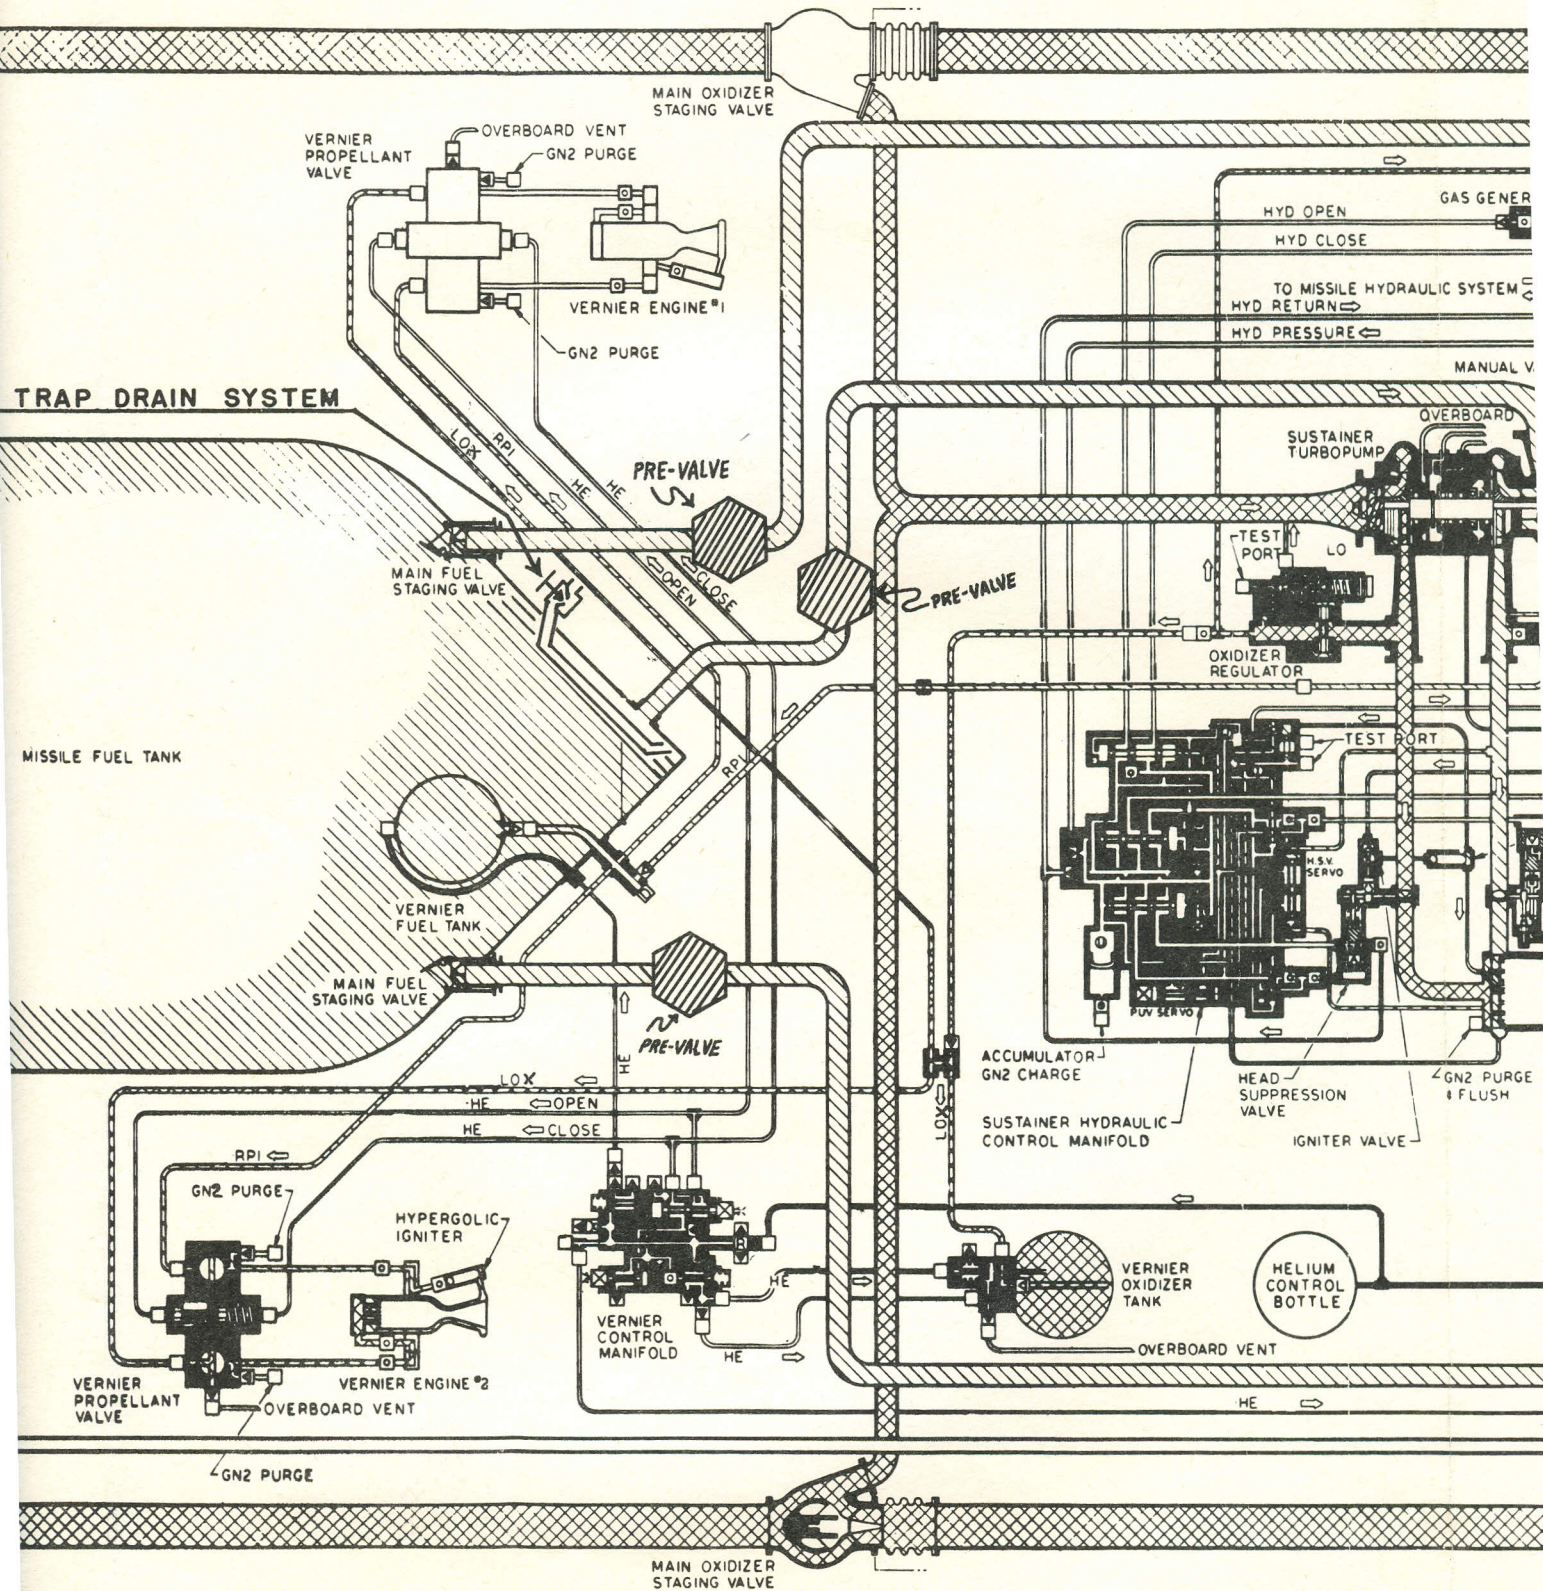 MAIN OXIDIZER
STAGING VALVE
VERNIER
PROPELLANT
VALVE
OVERBOARD VENT
GN2 PURGE
VERNIER ENGINE #1
GN2 PURGE
GAS GENER
HYD OPEN
HYD CLOSE
TO MISSILE HYDRAULIC SYSTEM
HYD RETURN
HYD PRESSURE
MANUAL V
TRAP DRAIN SYSTEM
OVERBOARD
SUSTAINER
TURBOPUMP
LOX
RP1
HE
HE
PRE-VALVE
TEST
PORT
LO
MAIN FUEL
STAGING VALVE
OPEN
CLOSE
PRE-VALVE
OXIDIZER
REGULATOR
MISSILE FUEL TANK
RP1
TEST PORT
H.S.V.
SERVO
VERNIER
FUEL TANK
MAIN FUEL
STAGING VALVE
PRE-VALVE
HE
PUV SERVO
ACCUMULATOR
GN2 CHARGE
HEAD
SUPPRESSION
VALVE
GN2 PURGE
& FLUSH
LOX
HE
OPEN
HE
CLOSE
LOX
SUSTAINER HYDRAULIC
CONTROL MANIFOLD
IGNITER VALVE
RP1
GN2 PURGE
HYPERGOLIC
IGNITER
R
HE
VERNIER
OXIDIZER
TANK
HELIUM
CONTROL
BOTTLE
VERNIER
CONTROL
MANIFOLD
HE
OVERBOARD VENT
VERNIER
PROPELLANT
VALVE
VERNIER ENGINE #2
OVERBOARD VENT
HE
GN2 PURGE
MAIN OXIDIZER
STAGING VALVE